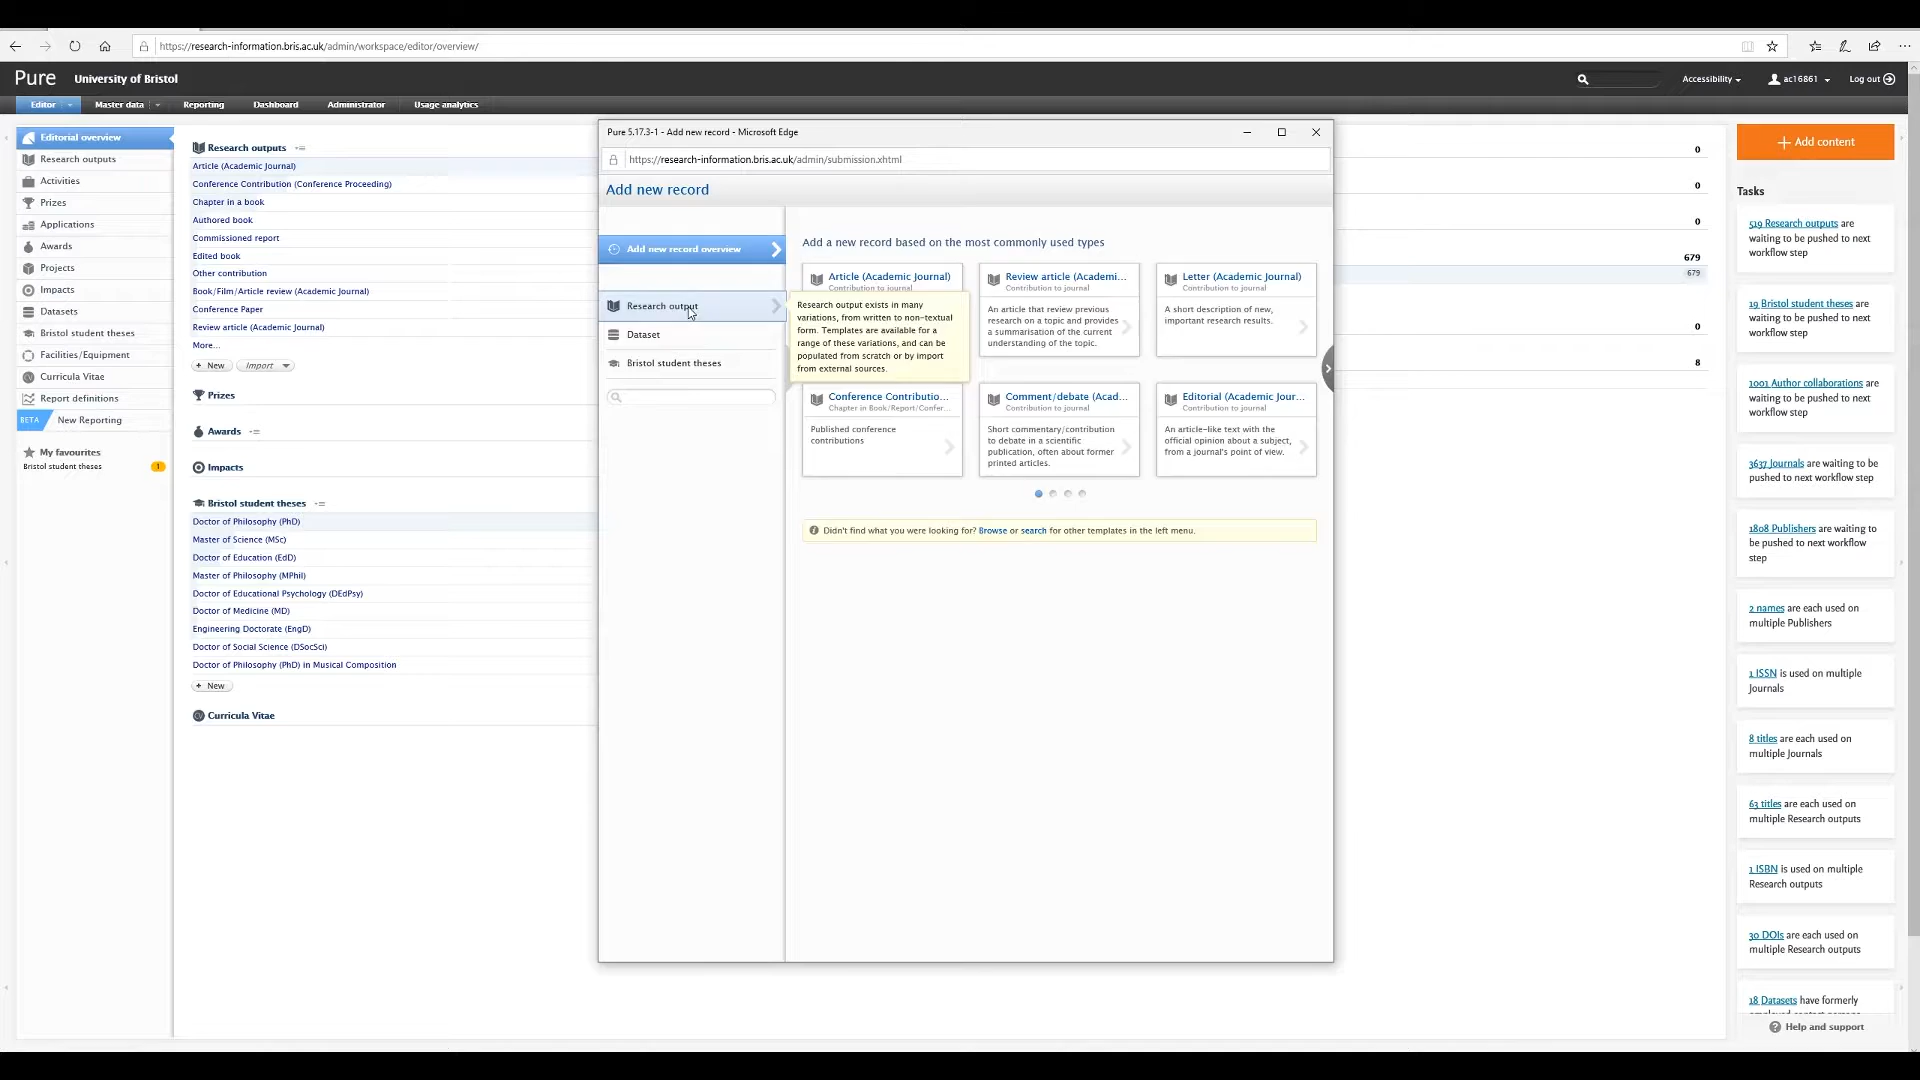 https://research-information.bris.ac.uk/admin/workspace/editor/overview/
Pure University of Bristol
Accessibility
ac16861
Log out
Editor
Master data
Reporting
Dashboard
Administrator
Usage analytics
Editorial overview
Research outputs
Activities
Prizes
Applications
Awards
Projects
Impacts
Datasets
Bristol student theses
Facilities/Equipment
Curricula Vitae
Report definitions
BETA New Reporting
My favourites
Bristol student theses 1
Research outputs
Article (Academic Journal)
Conference Contribution (Conference Proceeding)
Chapter in a book
Authored book
Commissioned report
Edited book
Other contribution
Book/Film/Article review (Academic Journal)
Conference Paper
Review article (Academic Journal)
More...
+ New
Import
Prizes
Awards
Impacts
Bristol student theses
Doctor of Philosophy (PhD)
Master of Science (MSc)
Doctor of Education (EdD)
Master of Philosophy (MPhil)
Doctor of Educational Psychology (DEdPsy)
Doctor of Medicine (MD)
Engineering Doctorate (EngD)
Doctor of Social Science (DSocSci)
Doctor of Philosophy (PhD) in Musical Composition
+ New
Curricula Vitae
Pure 5.17.3-1 - Add new record - Microsoft Edge
https://research-information.bris.ac.uk/admin/submission.xhtml
Add new record
Add new record overview
Research output
Dataset
Bristol student theses
Add a new record based on the most commonly used types
Article (Academic Journal)
Contribution to journal
Research output exists in many
variations, from written to non-textual
form. Templates are available for a
range of these variations, and can be
populated from scratch or by import
from external sources.
Review article (Academi...
Contribution to journal
An article that review previous
research on a topic and provides
a summarisation of the current
understanding of the topic.
Letter (Academic Journal)
Contribution to journal
A short description of new,
important research results.
Conference Contributio...
Chapter in Book/Report/Confer...
Published conference
contributions
Comment/debate (Acad...
Contribution to journal
Short commentary/contribution
to debate in a scientific
publication, often about former
printed articles.
Editorial (Academic Jour...
Contribution to journal
An article-like text with the
official opinion about a subject,
from a journal's point of view.
Didn't find what you were looking for? Browse or search for other templates in the left menu.
0
0
0
679
679
0
8
+ Add content
Tasks
519 Research outputs are
waiting to be pushed to next
workflow step
19 Bristol student theses are
waiting to be pushed to next
workflow step
1001 Author collaborations are
waiting to be pushed to next
workflow step
3637 Journals are waiting to be
pushed to next workflow step
1808 Publishers are waiting to
be pushed to next workflow
step
2 names are each used on
multiple Publishers
1 ISSN is used on multiple
Journals
8 titles are each used on
multiple Journals
63 titles are each used on
multiple Research outputs
1 ISBN is used on multiple
Research outputs
30 DOIs are each used on
multiple Research outputs
18 Datasets have formerly
Help and support